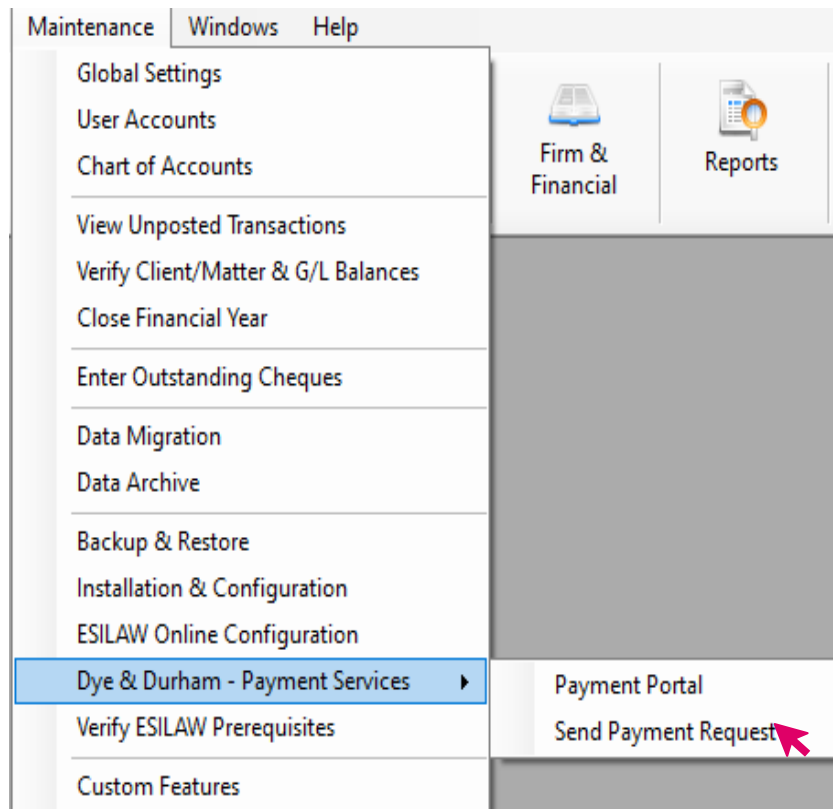 Maintenance Windows Help
Global Settings
User Accounts
Chart of Accounts
View Unposted Transactions
Verify Client/Matter & G/L Balances
Close Financial Year
Enter Outstanding Cheques
Data Migration
Data Archive
Backup & Restore
Installation & Configuration
ESILAW Online Configuration
Dye & Durham - Payment Services
Verify ESILAW Prerequisites
Custom Features
Firm &
Financial
Reports
Payment Portal
Send Payment Request